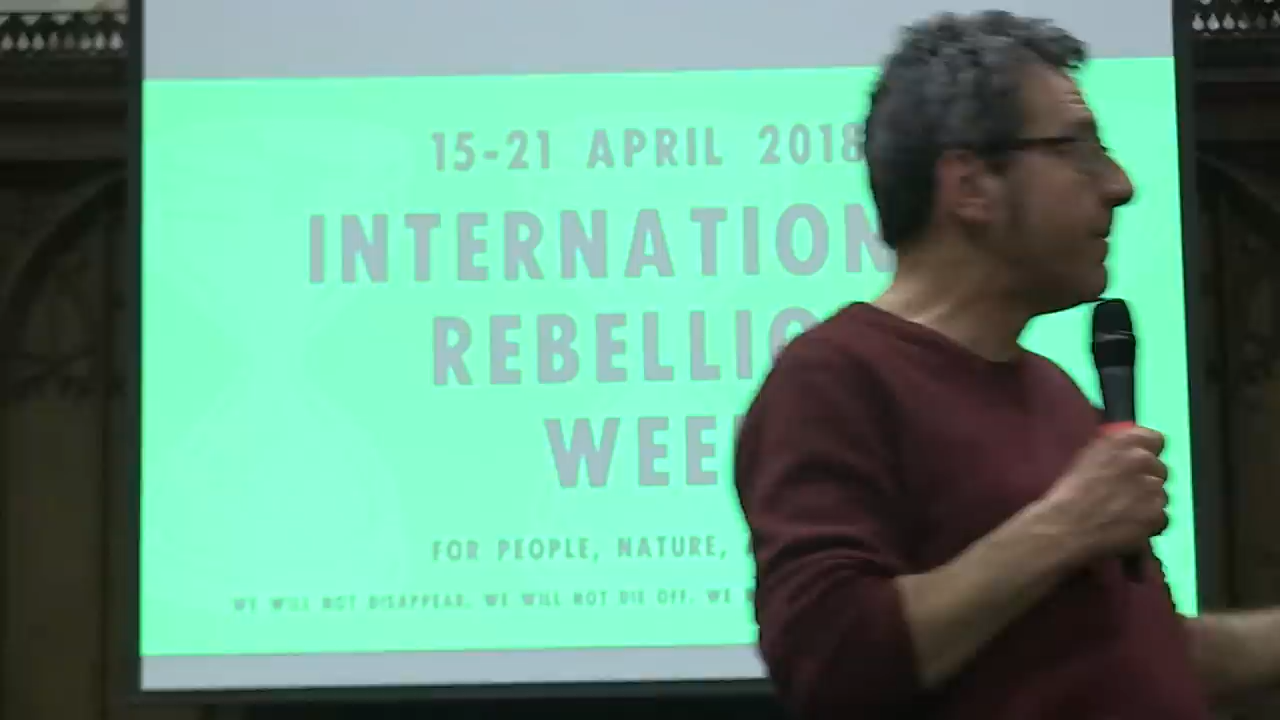 15-21 APRIL 2018
INTERNATION
REBELLIO
WEE
FOR PEOPLE, NATURE,
WE WILL NOT DISAPPEAR. WE WILL NOT DIE OFF. WE